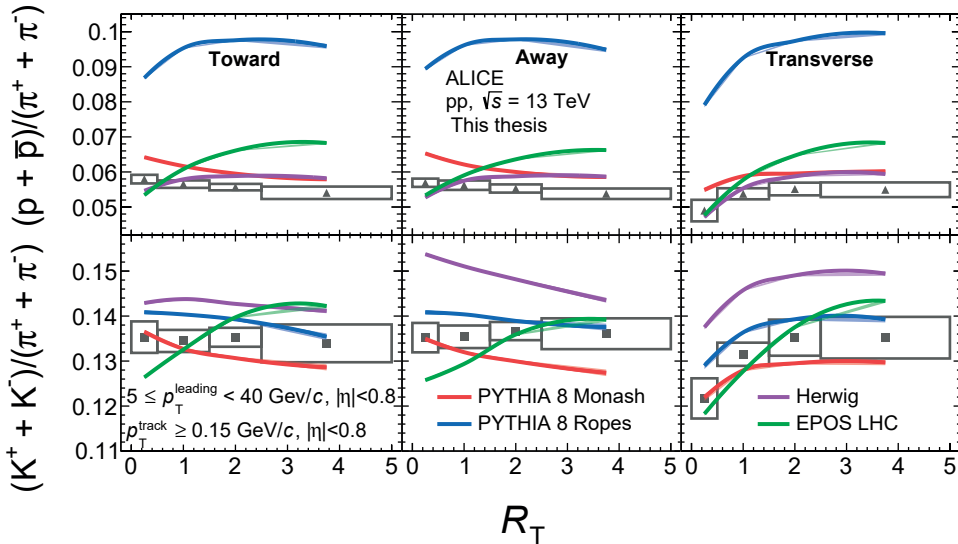 (p + p̅)/(π⁺ + π⁻)
0.1
0.09
0.08
0.07
0.06
0.05
Toward
Away
ALICE
pp, √s = 13 TeV
This thesis
Transverse
(K⁺ + K⁻)/(π⁺ + π⁻)
0.15
0.14
0.13
0.12
0.11
5 ≤ p_T^leading < 40 GeV/c, |η|<0.8
p_T^track ≥ 0.15 GeV/c, |η|<0.8
PYTHIA 8 Monash
PYTHIA 8 Ropes
Herwig
EPOS LHC
0 1 2 3 4 5
0 1 2 3 4 5
0 1 2 3 4 5
R_T